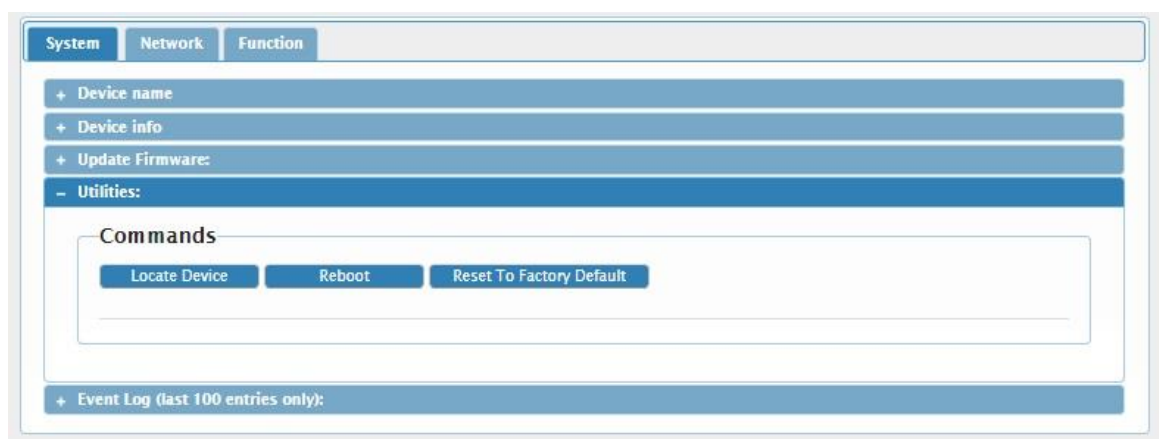 System Network Function
+ Device name
+ Device info
+ Update Firmware:
– Utilities:
Commands
Locate Device Reboot Reset To Factory Default
+ Event Log (last 100 entries only):